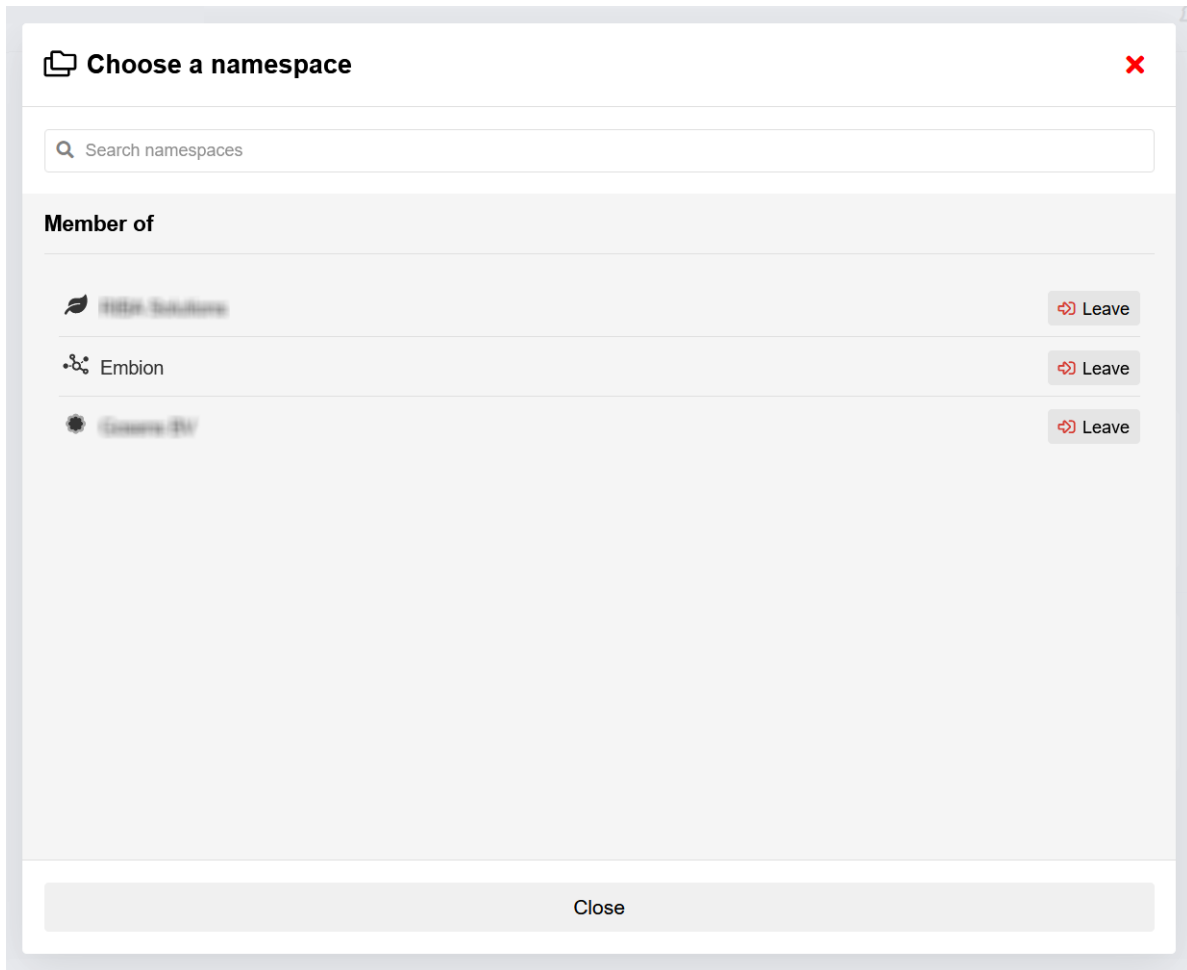 Choose a namespace
Search namespaces
Member of
Leave
Embion
Leave
Leave
Close